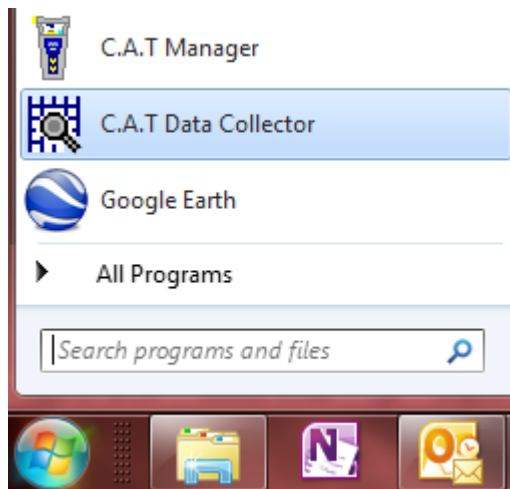 C.A.T Manager
C.A.T Data Collector
Google Earth
All Programs
Search programs and files
N
O